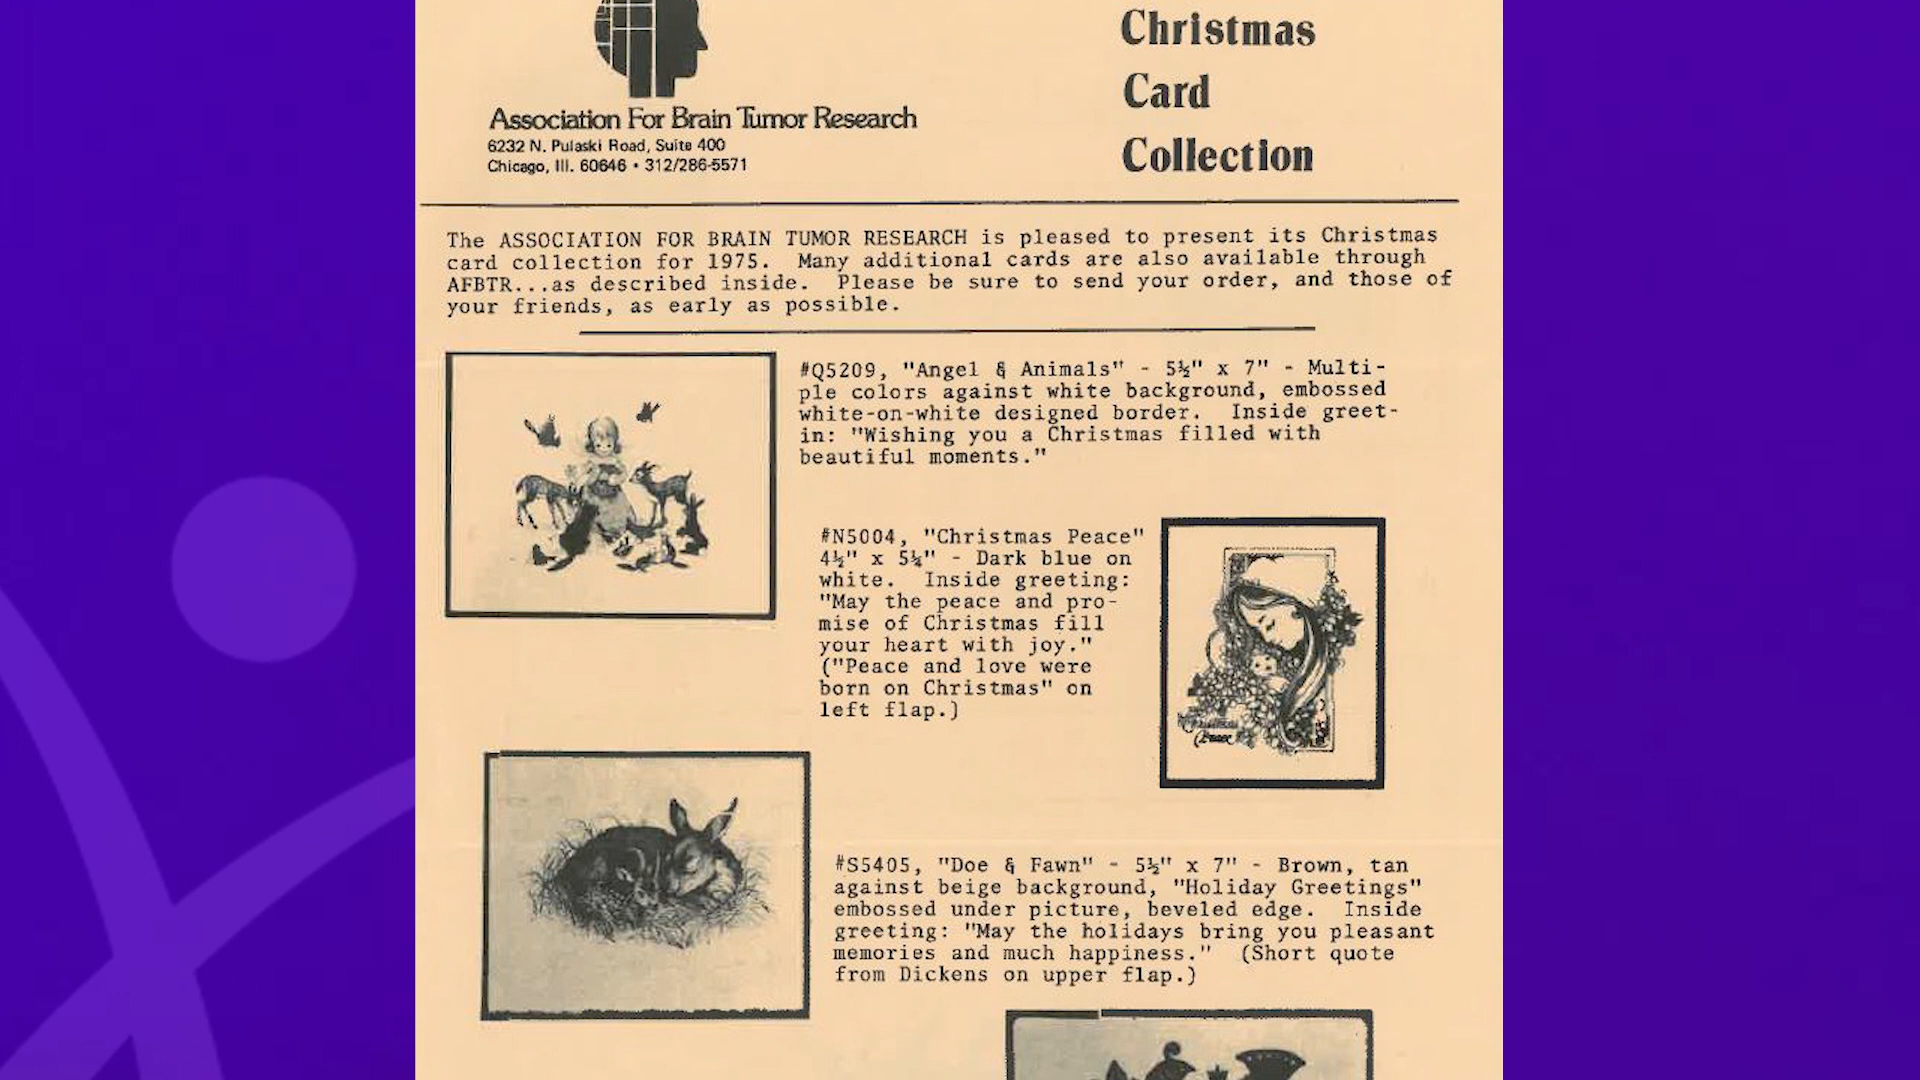 Christmas
Card
Collection
Association For Brain Tumor Research
6232 N. Pulaski Road, Suite 400
Chicago, Ill. 60646 • 312/286-5571
The ASSOCIATION FOR BRAIN TUMOR RESEARCH is pleased to present its Christmas
card collection for 1975. Many additional cards are also available through
AFBTR...as described inside. Please be sure to send your order, and those of
your friends, as early as possible.
#Q5209, "Angel & Animals" - 5½" x 7" - Multi-
ple colors against white background, embossed
white-on-white designed border. Inside greet-
in: "Wishing you a Christmas filled with
beautiful moments."
#N5004, "Christmas Peace"
4½" x 5¼" - Dark blue on
white. Inside greeting:
"May the peace and pro-
mise of Christmas fill
your heart with joy."
("Peace and love were
born on Christmas" on
left flap.)
Peace
#S5405, "Doe & Fawn" - 5½" x 7" - Brown, tan
against beige background, "Holiday Greetings"
embossed under picture, beveled edge. Inside
greeting: "May the holidays bring you pleasant
memories and much happiness." (Short quote
from Dickens on upper flap.)